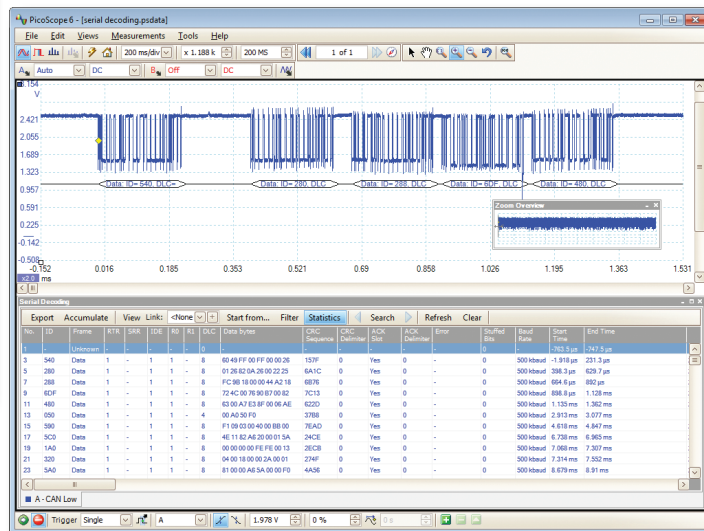 PicoScope 6 - [serial decoding.psdata]
File Edit Views Measurements Tools Help
200 ms/div x 1.188 k 200 MS 1 of 1
A Auto DC B Off DC
3.154
V
2.421
2.055
1.689
1.323
0.957
0.591
0.225
-0.142
-0.508
Data: ID= 540, DLC= Data: ID= 280, DLC Data: ID= 288, DLC Data: ID= 6DF, DLC Data: ID= 480, DLC
Zoom Overview
-0.152 0.016 0.185 0.353 0.521 0.69 0.858 1.026 1.195 1.363 1.531
x2.0 ms
Serial Decoding
Export Accumulate View Link: <None Start from... Filter Statistics Search Refresh Clear
No. ID Frame RTR SRR IDE R0 R1 DLC Data bytes CRC Sequence CRC Delimiter ACK Slot ACK Delimiter Error Stuffed Bits Baud Rate Start Time End Time
1 - Unknown - - - - - 0 - - - - - - 0 - -763.5 µs -747.5 µs
3 540 Data 1 - 1 1 - 8 60 49 FF 00 FF 00 00 26 157F 0 Yes 0 0 500 kbaud -1.918 µs 231.3 µs
5 280 Data 1 - 1 1 - 8 01 26 82 0A 26 00 22 25 6A1C 0 Yes 0 0 500 kbaud 398.3 µs 629.7 µs
7 288 Data 1 - 1 1 - 8 FC 9B 18 00 00 44 A2 18 6B76 0 Yes 0 0 500 kbaud 664.6 µs 892 µs
9 6DF Data 1 - 1 1 - 8 72 4C 00 76 90 B7 00 82 7C13 0 Yes 0 0 500 kbaud 898.8 µs 1.128 ms
11 480 Data 1 - 1 1 - 8 63 00 A7 E3 8F 00 06 AE 622D 0 Yes 0 0 500 kbaud 1.135 ms 1.362 ms
13 050 Data 1 - 1 1 - 4 00 A0 50 F0 37B8 0 Yes 0 0 500 kbaud 2.913 ms 3.077 ms
15 590 Data 1 - 1 1 - 8 F1 09 03 00 40 00 BB 00 7EAD 0 Yes 0 0 500 kbaud 4.618 ms 4.847 ms
17 5C0 Data 1 - 1 1 - 8 4E 11 82 A6 20 00 01 5A 24CE 0 Yes 0 0 500 kbaud 6.738 ms 6.965 ms
19 1A0 Data 1 - 1 1 - 8 00 00 00 00 FE FE 00 13 2ECB 0 Yes 0 0 500 kbaud 7.068 ms 7.307 ms
21 320 Data 1 - 1 1 - 8 04 00 18 00 00 2A 00 01 274F 0 Yes 0 0 500 kbaud 7.314 ms 7.552 ms
23 5A0 Data 1 - 1 1 - 8 81 00 00 A6 5A 00 00 F0 4A56 0 Yes 0 0 500 kbaud 8.679 ms 8.91 ms
A - CAN Low
Trigger Single A 1.978 V 0 % 0 s